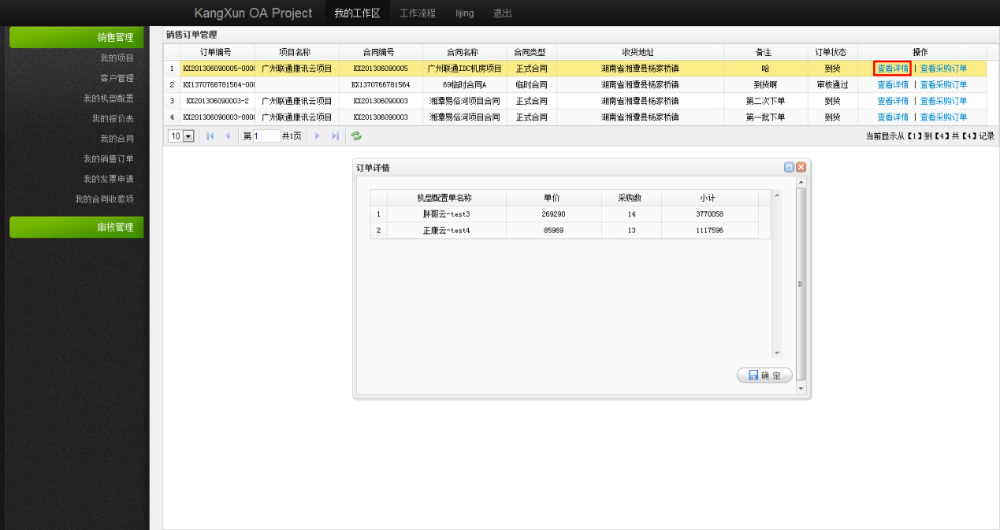 KangXun OA Project 我的工作区 工作流程 lijing 退出
销售管理
我的项目
客户管理
我的机型配置
我的报价表
我的合同
我的销售订单
我的发票申请
我的合同收款项
审核管理
销售订单管理
订单编号 项目名称 合同编号 合同名称 合同类型 收货地址 备注 订单状态 操作
1 KX201306090005-000 广州联通康讯云项目 KX201306090005 广州联通IDC机房项目 正式合同 湖南省湘潭县杨家桥镇 哈 到货 查看详情 | 查看采购订单
2 KX1370766781564-00 KX1370766781564 69临时合同A 临时合同 湖南省湘潭县杨家桥镇 到货啊 审核通过 查看详情 | 查看采购订单
3 KX201306090003-2 广州联通康讯云项目 KX201306090003 湘潭易俗河项目合同 正式合同 湖南省湘潭县杨家桥镇 第二次下单 到货 查看详情 | 查看采购订单
4 KX201306090003-000 广州联通康讯云项目 KX201306090003 湘潭易俗河项目合同 正式合同 湖南省湘潭县杨家桥镇 第一批下单 到货 查看详情 | 查看采购订单
10 第 1 共1页 当前显示从【1】到【4】共【4】记录
订单详情
机型配置单名称 单价 采购数 小计
1 胖哥云-test3 269290 14 3770058
2 正康云-test4 85969 13 1117596
确 定